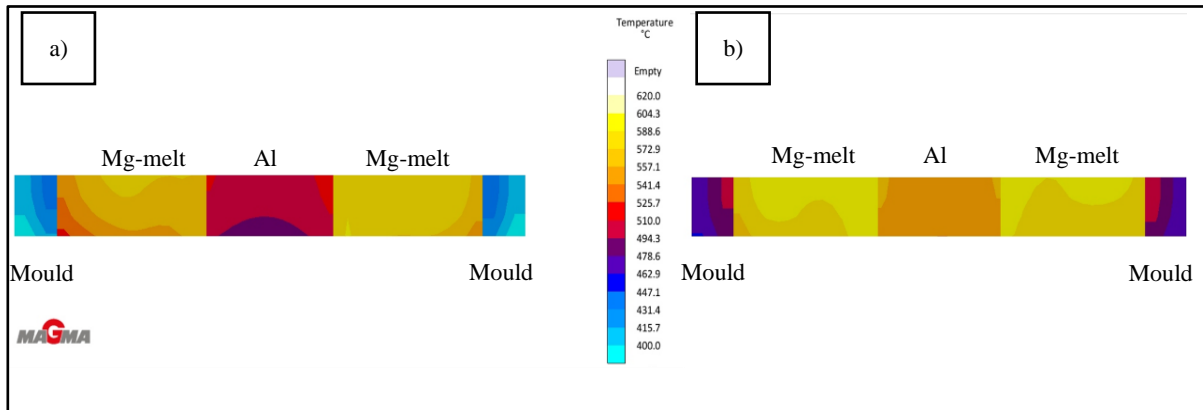 a)
Temperature
°C
b)
Empty
620.0
604.3
588.6
572.9
557.1
541.4
525.7
510.0
494.3
478.6
462.9
447.1
431.4
415.7
400.0
Mg-melt Al Mg-melt
Mg-melt Al Mg-melt
Mould Mould
Mould Mould
MAGMA